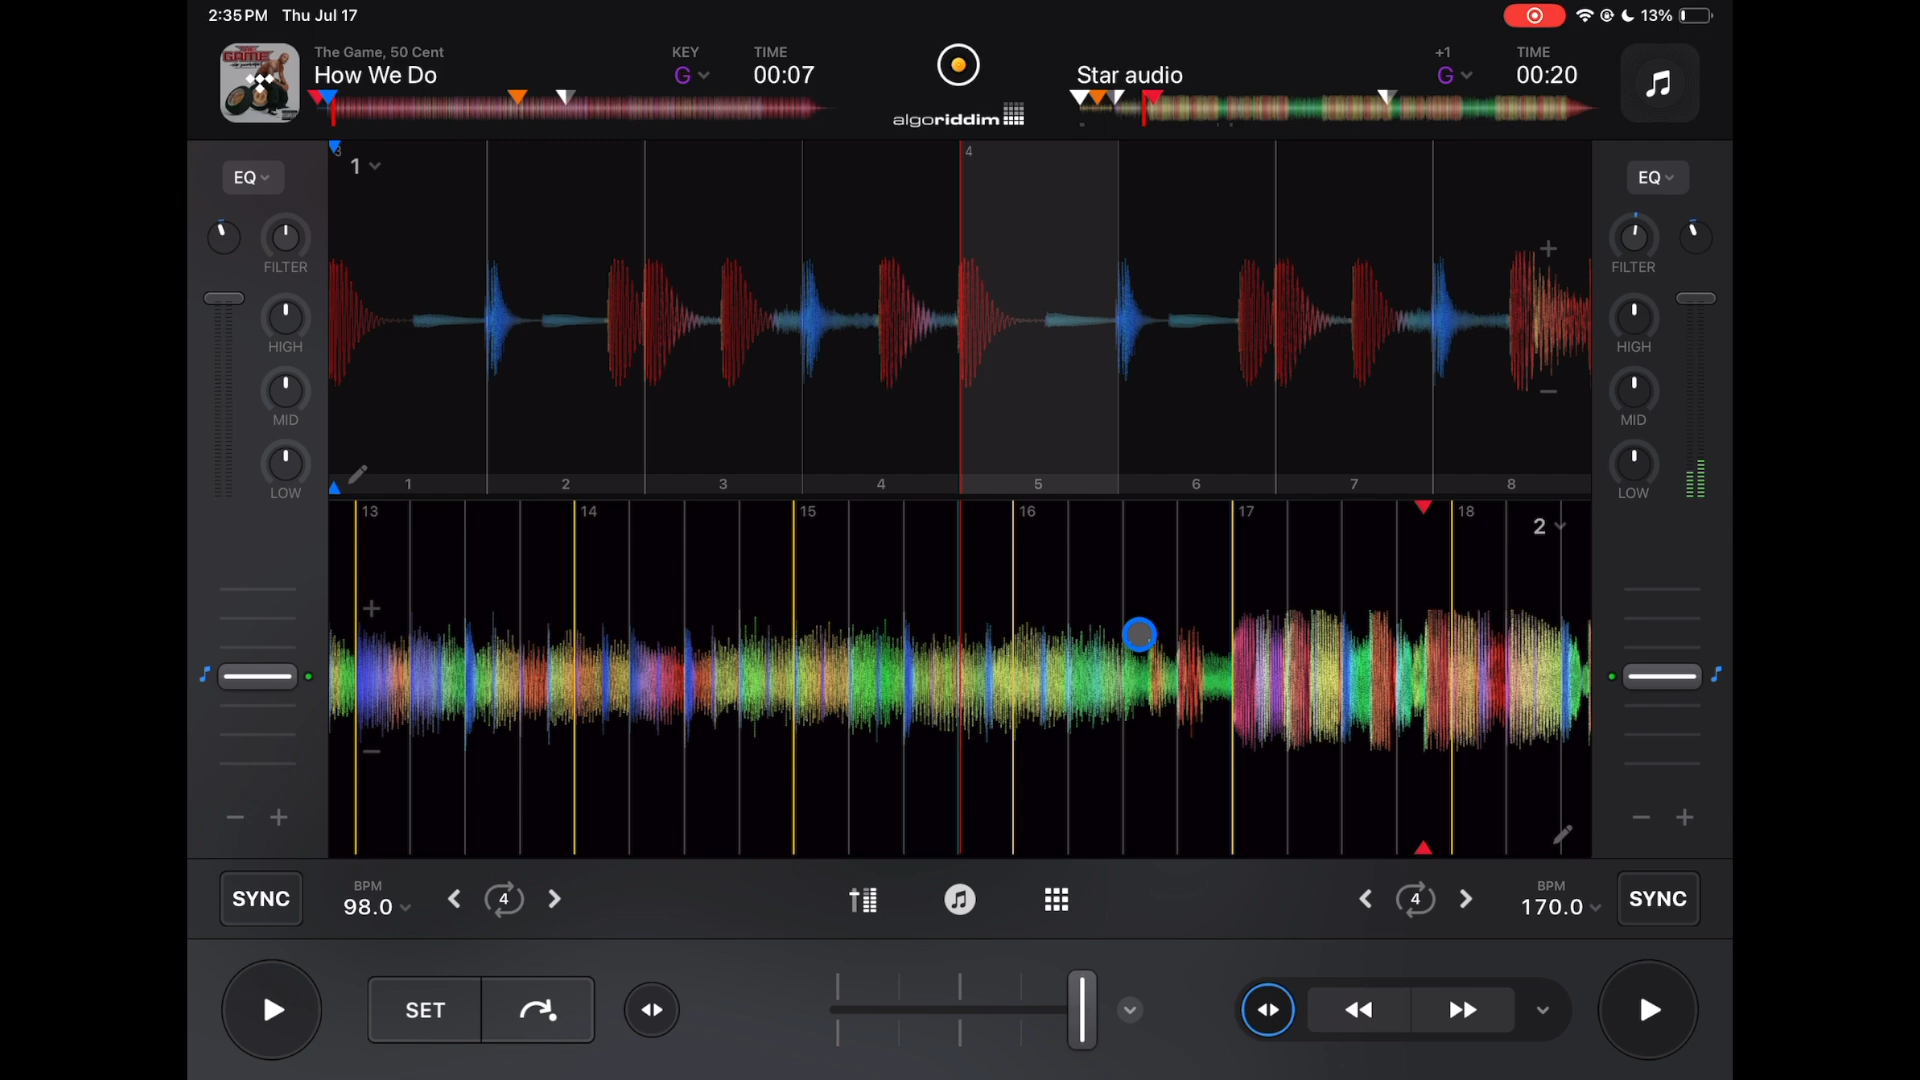 2:35 PM Thu Jul 17
13%
The Game, 50 Cent
How We Do
KEY
G
TIME
00:07
algoriddim
Star audio
+1
G
TIME
00:20
EQ
FILTER
HIGH
MID
LOW
3
1
4
1 2 3 4 5 6 7 8
13 14 15 16 17 18
2
EQ
FILTER
HIGH
MID
LOW
SYNC
BPM
98.0
4
4
BPM
170.0
SYNC
SET